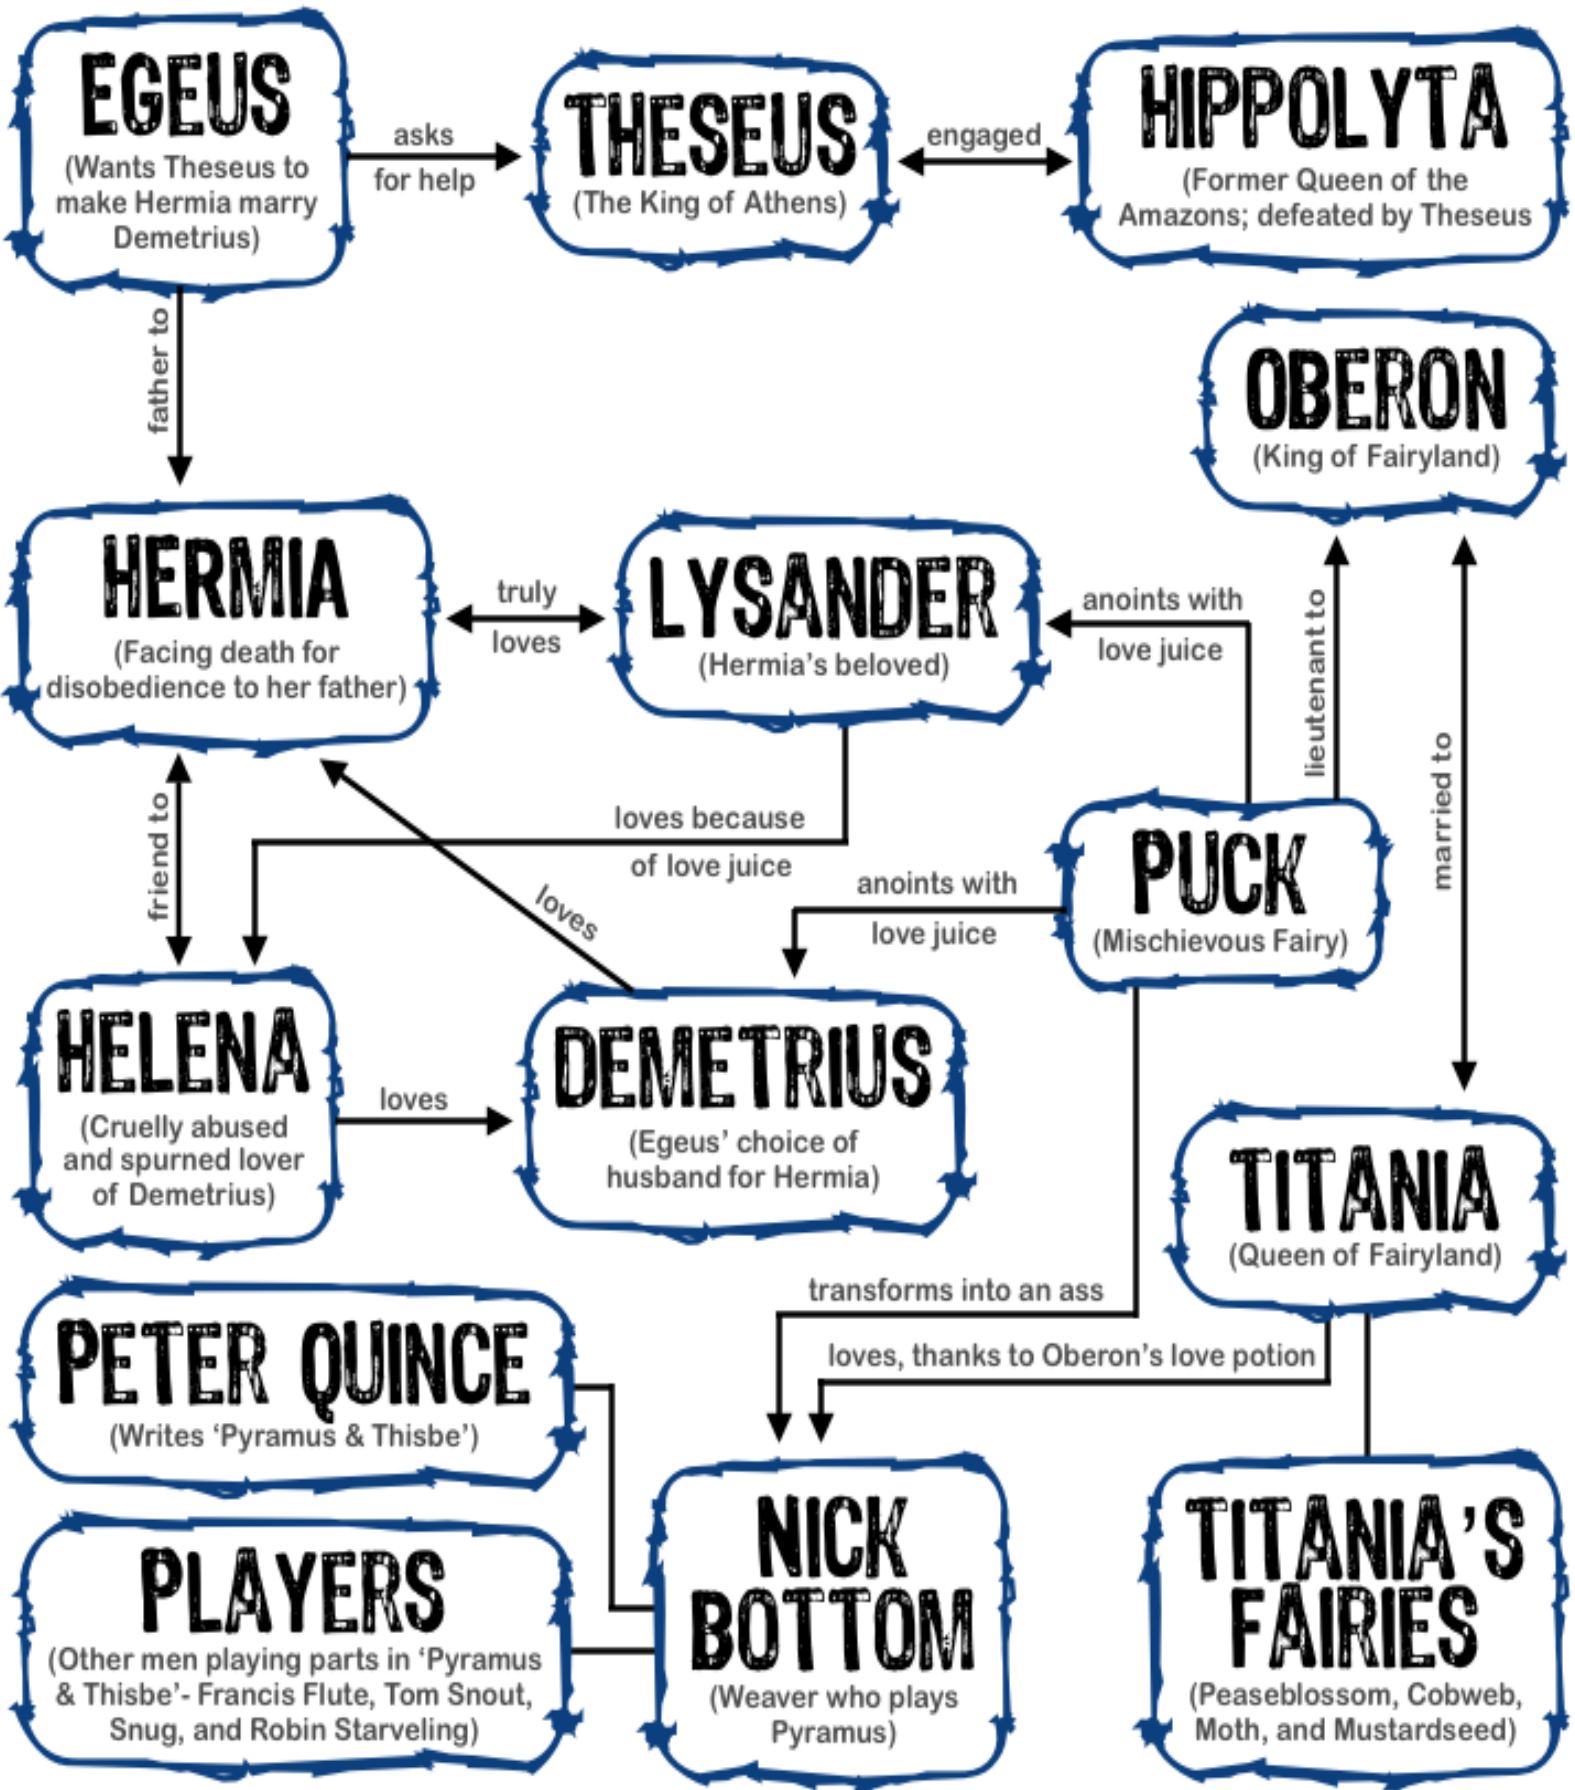 EGEUS
(Wants Theseus to
make Hermia marry
Demetrius)
asks
for help
THESEUS
(The King of Athens)
engaged
HIPPOLYTA
(Former Queen of the
Amazons; defeated by Theseus
father to
OBERON
(King of Fairyland)
HERMIA
(Facing death for
disobedience to her father)
truly
loves
LYSANDER
(Hermia's beloved)
anoints with
love juice
lieutenant to
married to
friend to
loves because
of love juice
loves
anoints with
love juice
PUCK
(Mischievous Fairy)
HELENA
(Cruelly abused
and spurned lover
of Demetrius)
loves
DEMETRIUS
(Egeus' choice of
husband for Hermia)
TITANIA
(Queen of Fairyland)
transforms into an ass
loves, thanks to Oberon's love potion
PETER QUINCE
(Writes ‘Pyramus & Thisbe’)
PLAYERS
(Other men playing parts in ‘Pyramus
& Thisbe’- Francis Flute, Tom Snout,
Snug, and Robin Starveling)
NICK
BOTTOM
(Weaver who plays
Pyramus)
TITANIA'S
FAIRIES
(Peaseblossom, Cobweb,
Moth, and Mustardseed)